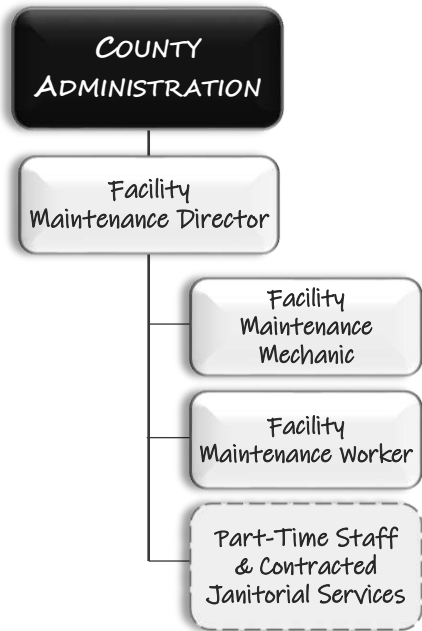 COUNTY
ADMINISTRATION
Facility
Maintenance Director
Facility
Maintenance
Mechanic
Facility
Maintenance Worker
Part-Time Staff
& Contracted
Janitorial Services